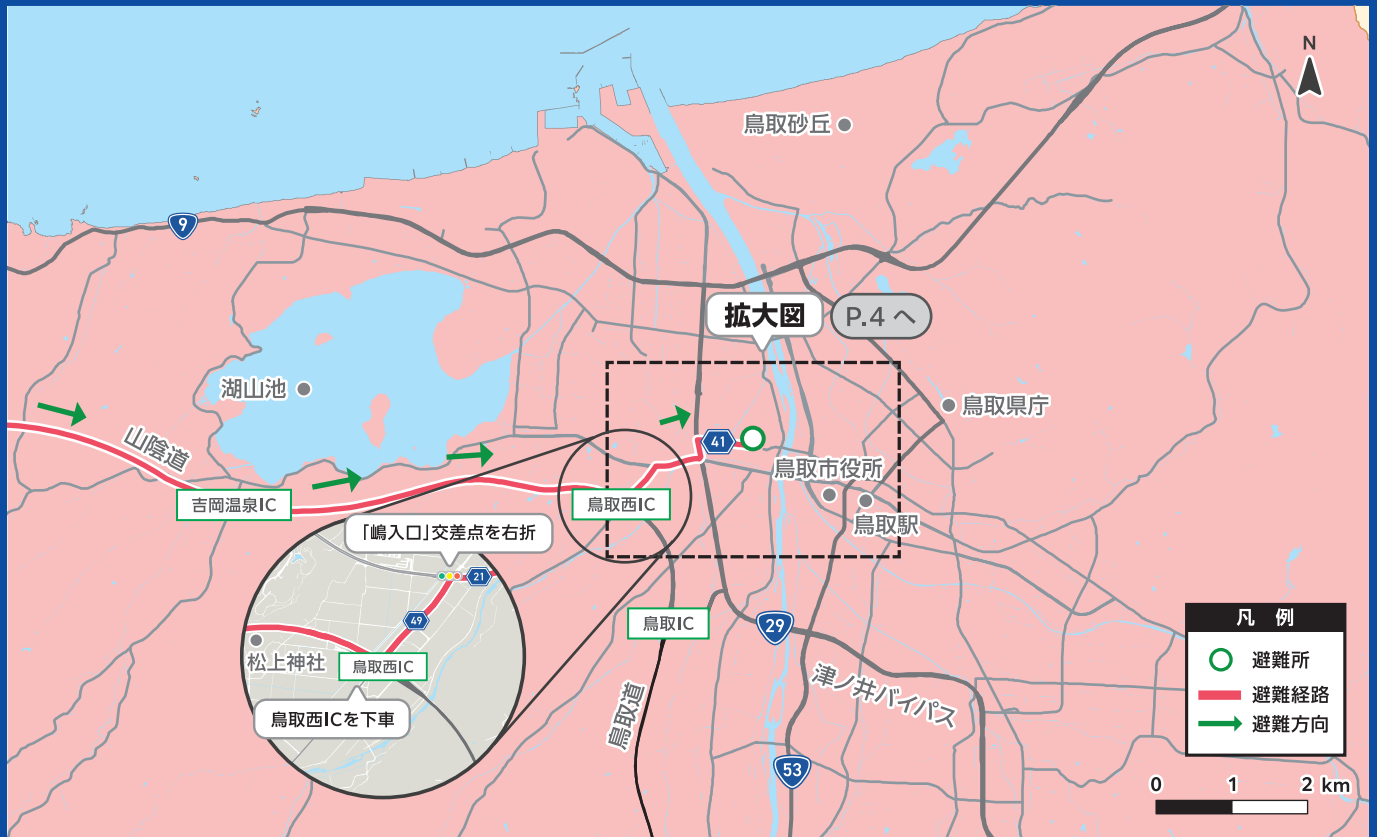 N
鳥取砂丘
9
拡大図
P.4 へ
湖山池
鳥取県庁
山陰道
41
鳥取市役所
吉岡温泉IC
鳥取西IC
鳥取駅
「嶋入口」交差点を右折
21
49
松上神社
鳥取西IC
鳥取西ICを下車
鳥取IC
29
鳥取道
津ノ井バイパス
53
凡 例
避難所
避難経路
避難方向
0 1 2 km